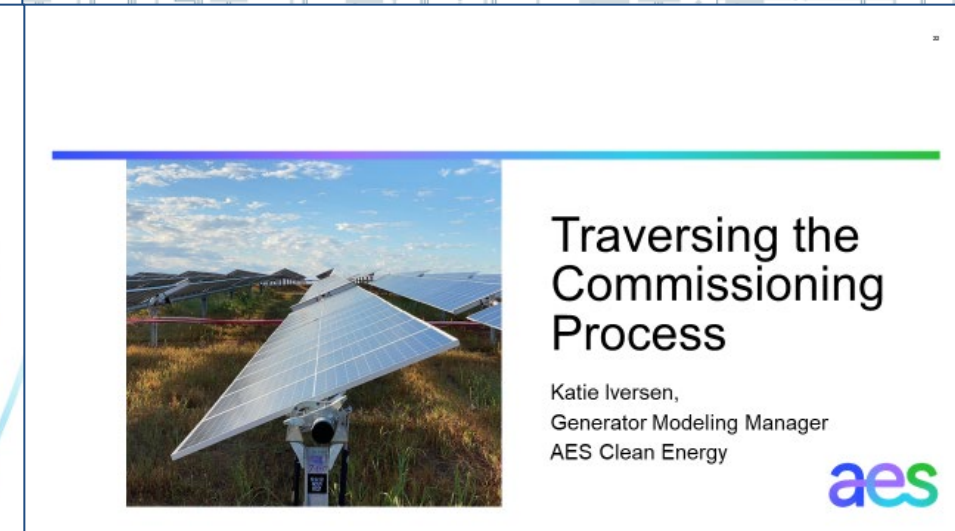 Traversing the
Commissioning
Process
Katie Iversen,
Generator Modeling Manager
AES Clean Energy
aes